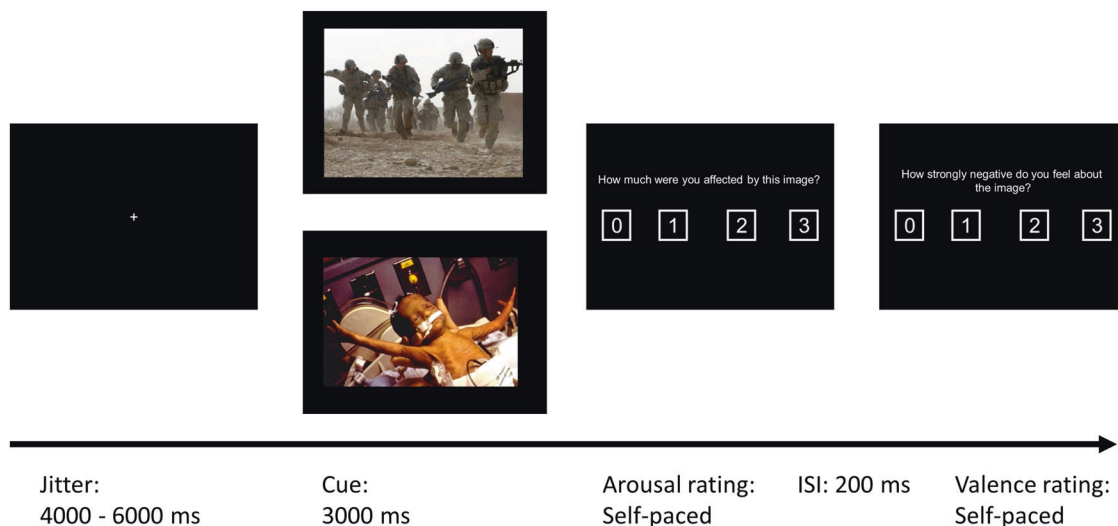 +
How much were you affected by this image?
0 1 2 3
How strongly negative do you feel about
the image?
0 1 2 3
Jitter:
4000 - 6000 ms
Cue:
3000 ms
Arousal rating:
Self-paced
ISI: 200 ms
Valence rating:
Self-paced